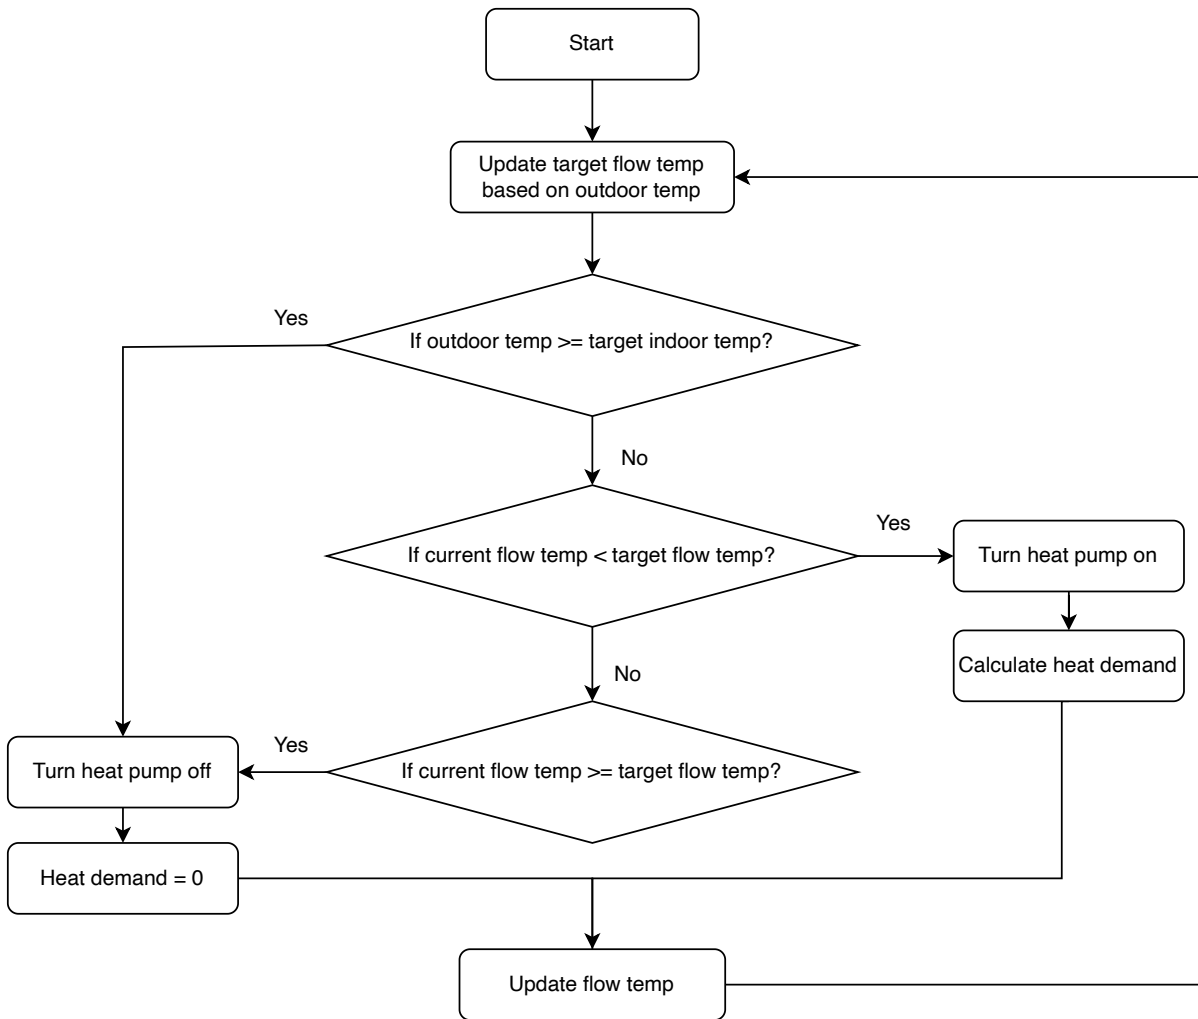 Start
Update target flow temp
based on outdoor temp
Yes
If outdoor temp >= target indoor temp?
No
Yes
If current flow temp < target flow temp?
Turn heat pump on
No
Calculate heat demand
Yes
Turn heat pump off
If current flow temp >= target flow temp?
Heat demand = 0
Update flow temp